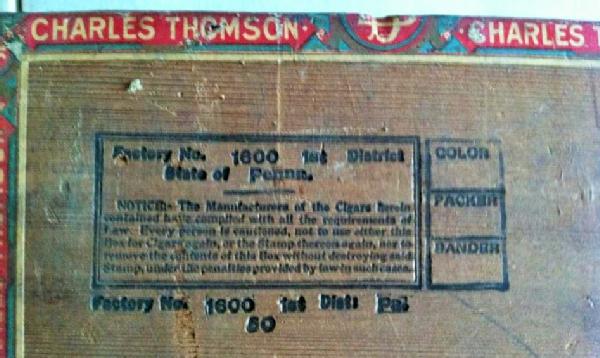 CHARLES THOMSON · CHARLES T
Factory No. 1600 1st District
State of Penna.
NOTICE:- The Manufacturers of the Cigars herein
contained have complied with all the requirements of
Law. Every person is cautioned, not to use either this
Box for Cigars again, or the Stamp thereon again, nor to
remove the contents of this Box without destroying said
Stamp, under the penalties provided by law in such cases.
COLOR
PACKER
BANDER
Factory No. 1600 1st Dist: Pa:
50